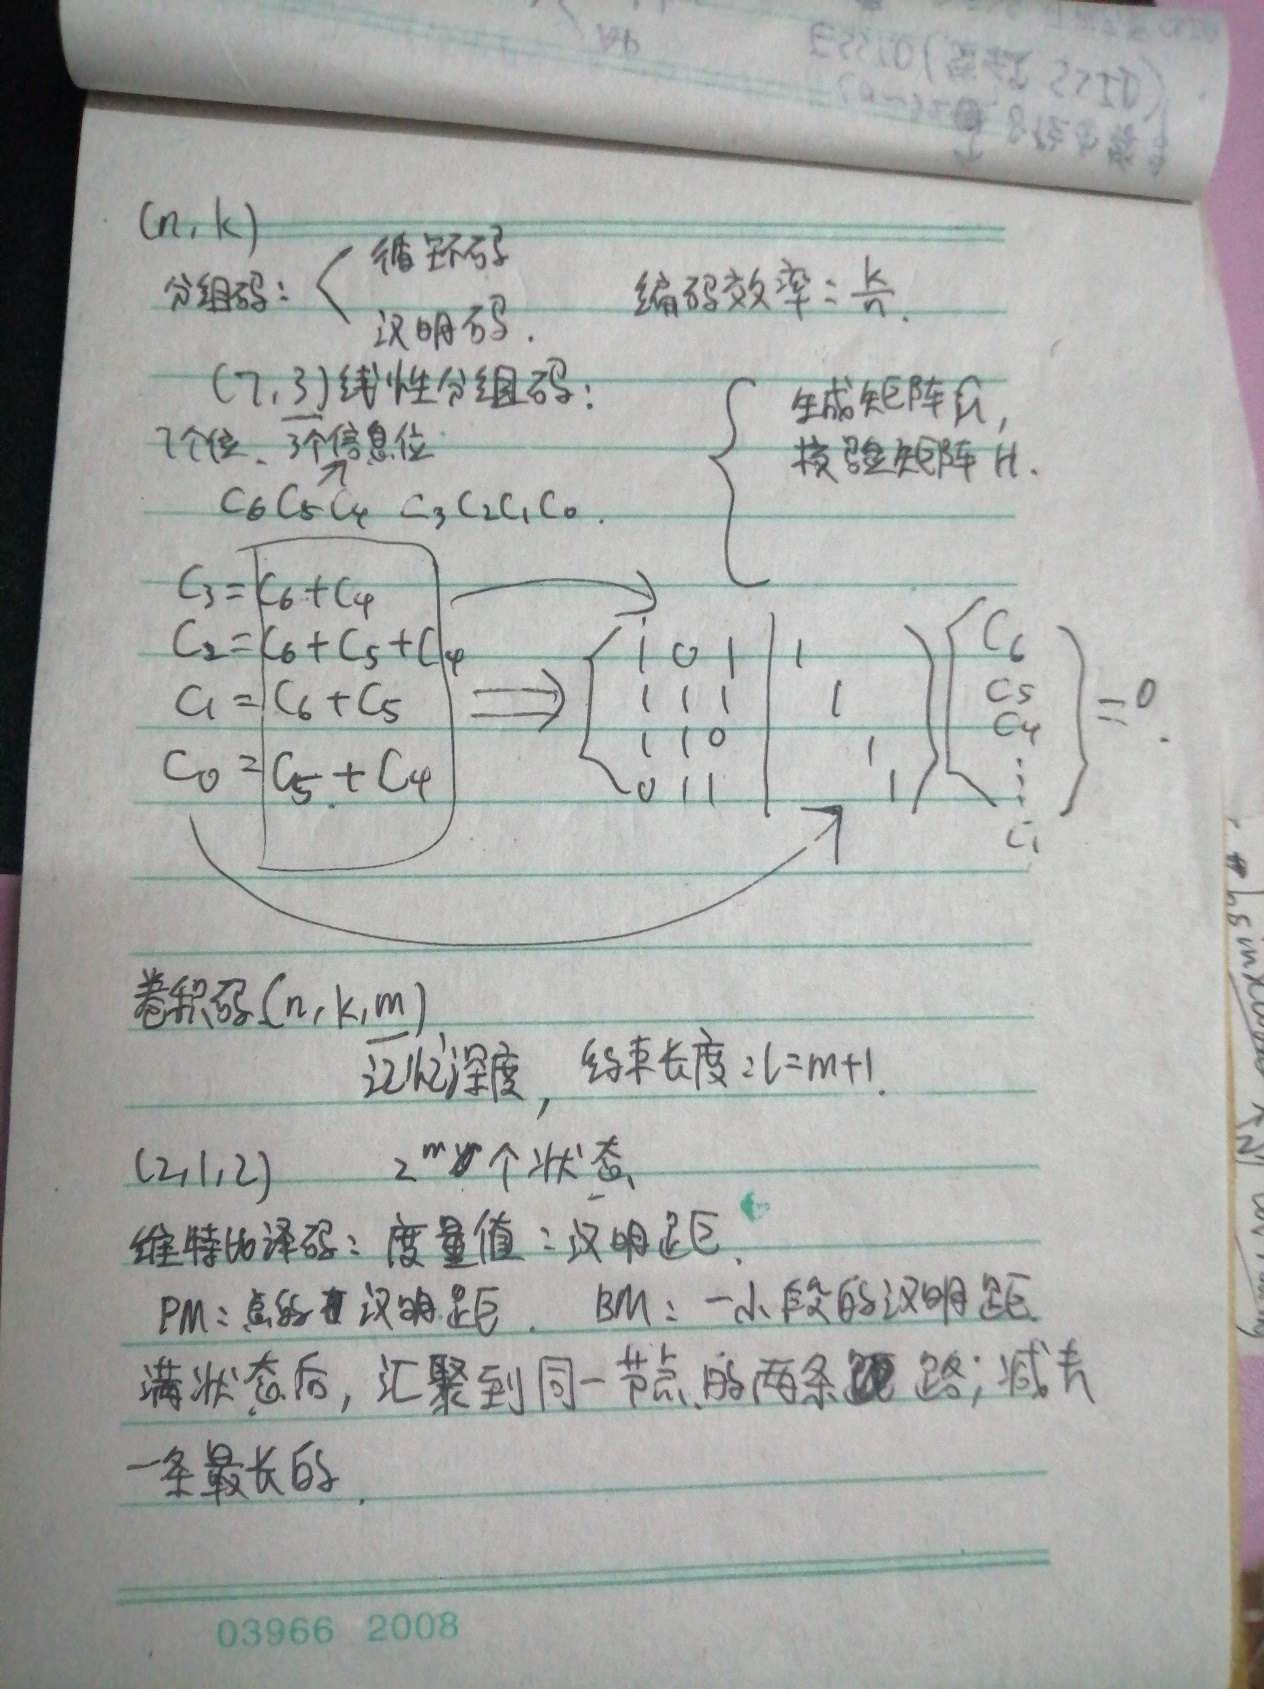 (n, k)
分组码: 循环码
汉明码.
编码效率 = k/n.
(7, 3) 线性分组码:
7个位、3个信息位
C6 C5 C4 C3 C2 C1 C0.
生成矩阵 G,
校验矩阵 H.
C3 = C6 + C4
C2 = C6 + C5 + C4
C1 = C6 + C5
C0 = C5 + C4
⇒
1 0 1 | 1
1 1 1 | 1
1 1 0 | 1
0 1 1 | 1
C6
C5
C4
⋮
C1
= 0.
卷积码 (n, k, m)
记忆深度, 约束长度: l = m+1.
(2, 1, 2) 2^m 个状态
维特比译码: 度量值: 汉明距.
PM: 总的汉明距. BM: 一小段的汉明距.
满状态后, 汇聚到同一节点的两条路; 减去
一条最长的.
03966 2008